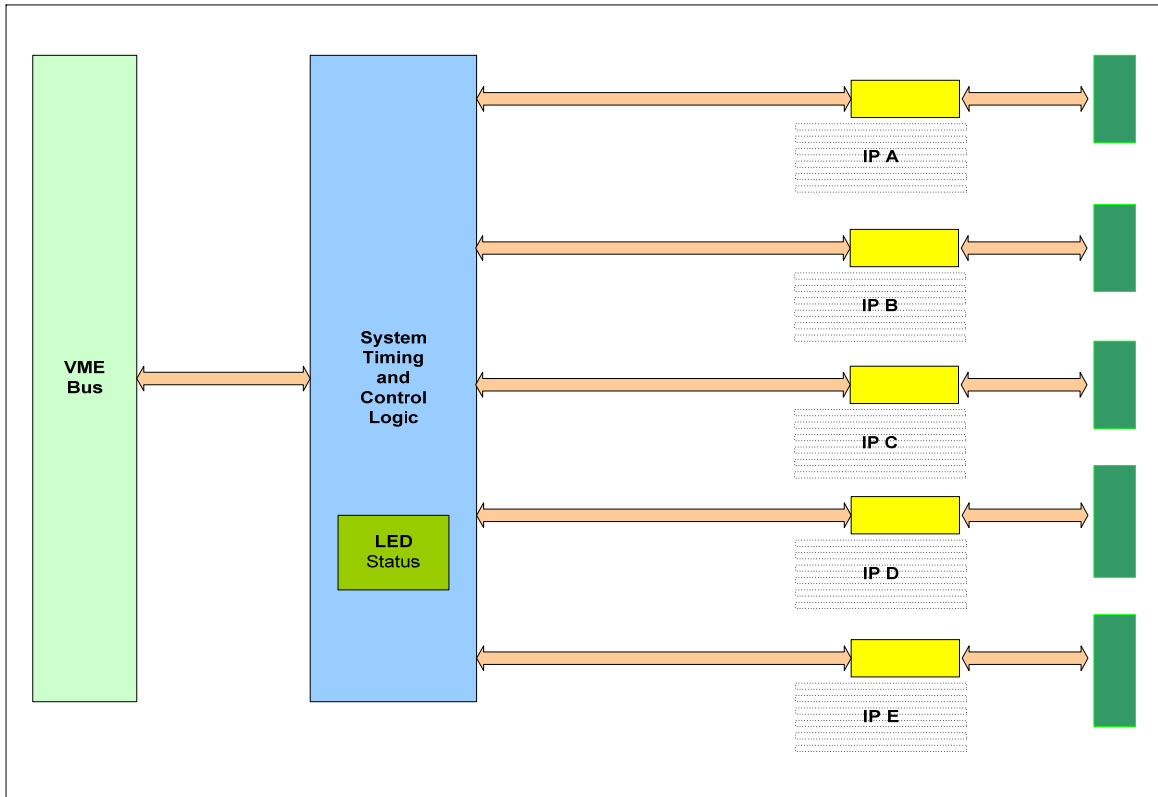 VME
Bus
System
Timing
and
Control
Logic
LED
Status
IP A
IP B
IP C
IP D
IP E